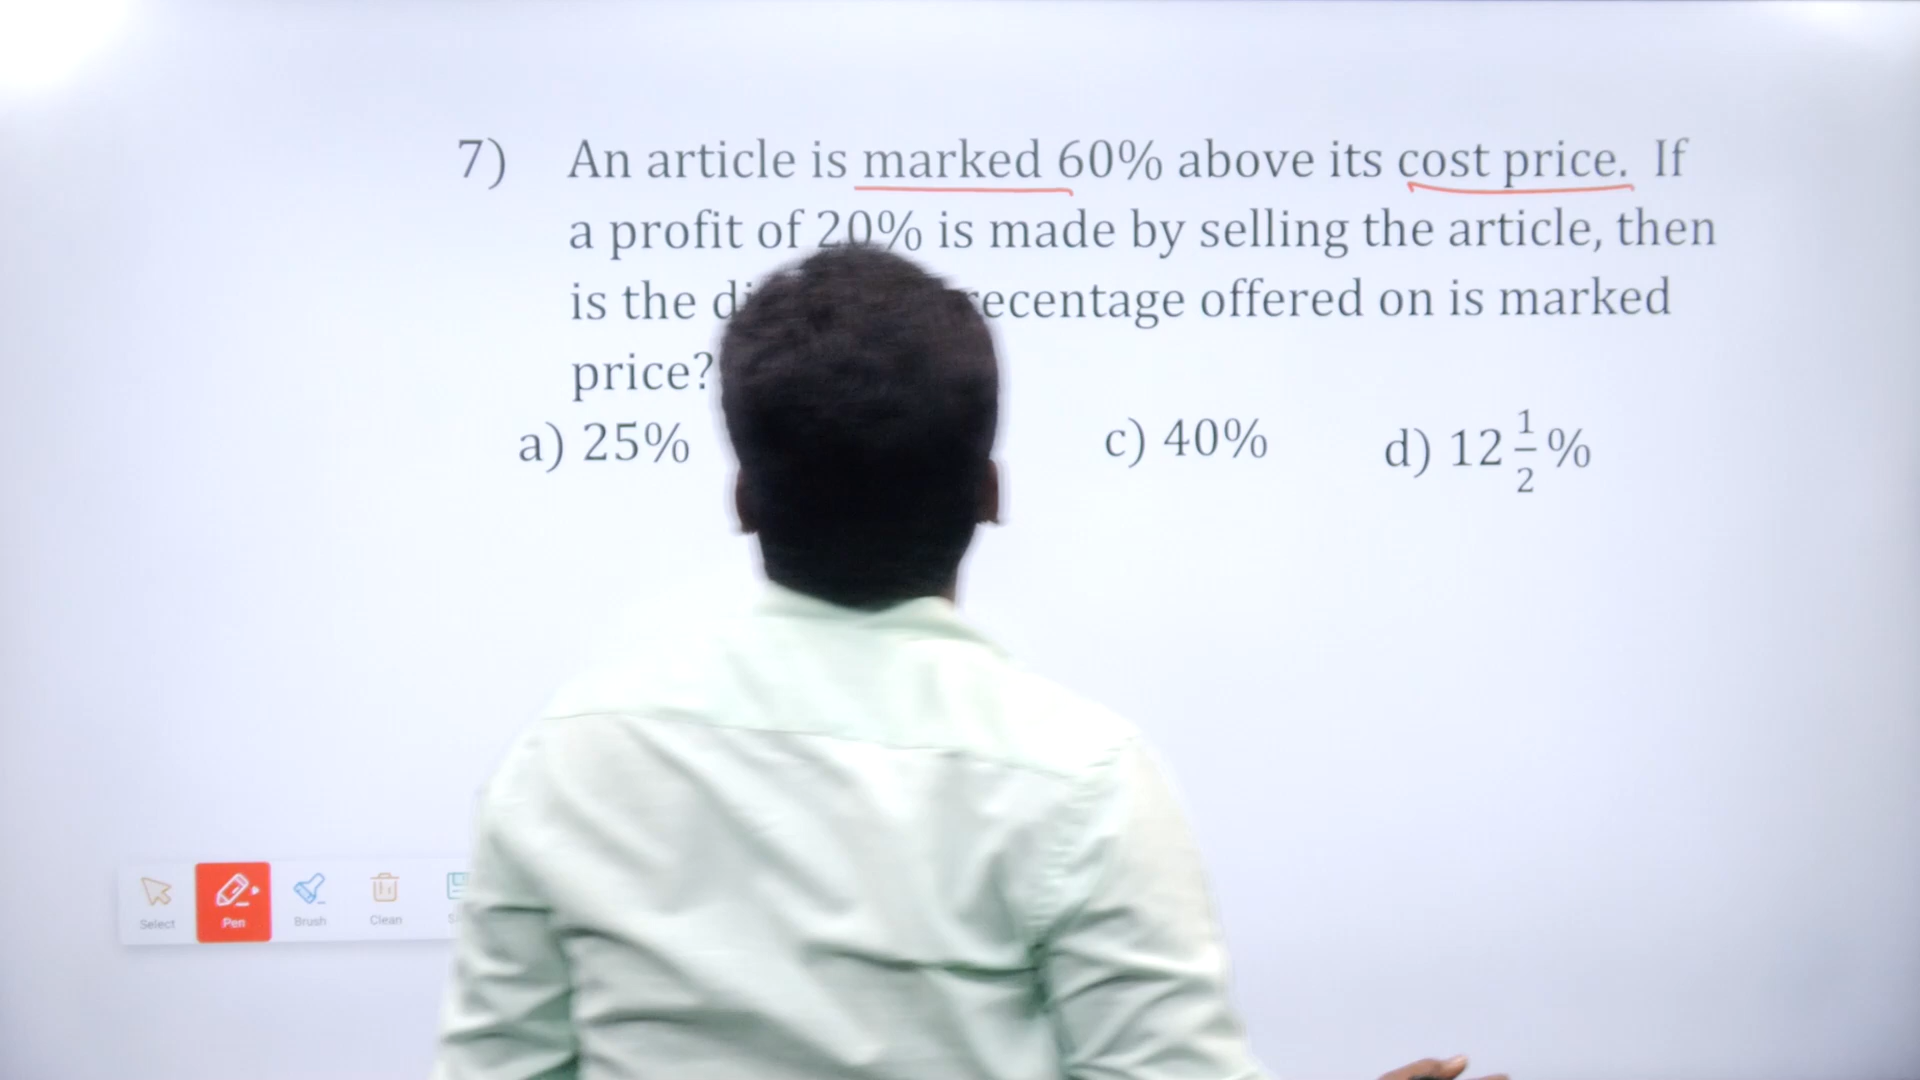 7) An article is marked 60% above its cost price. If
a profit of 20% is made by selling the article, then
is the offered on is marked
price?
a) 25% c) 40% d) 12 1/2 %
Select Pen Brush Clean